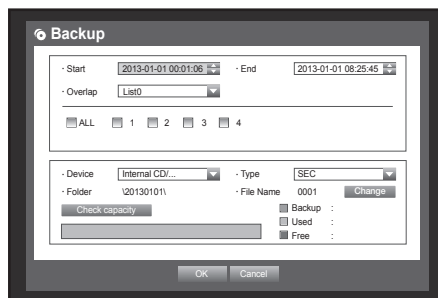 Backup
· Start 2013-01-01 00:01:06 · End 2013-01-01 08:25:45
· Overlap List0
ALL 1 2 3 4
· Device Internal CD/... · Type SEC
· Folder \20130101\ · File Name 0001 Change
Check capacity Backup :
Used :
Free :
OK Cancel